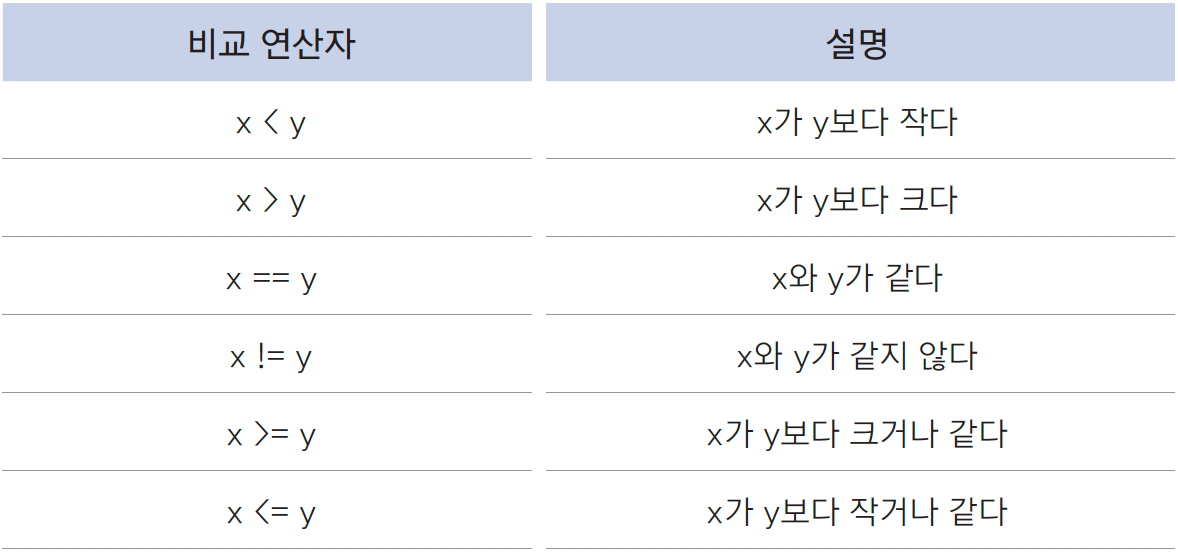 비교 연산자 설명
x < y x가 y보다 작다
x > y x가 y보다 크다
x == y x와 y가 같다
x != y x와 y가 같지 않다
x >= y x가 y보다 크거나 같다
x <= y x가 y보다 작거나 같다